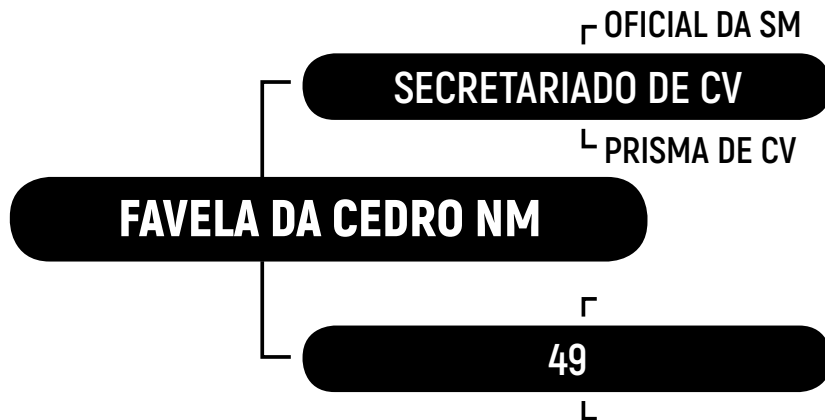 OFICIAL DA SM
SECRETARIADO DE CV
PRISMA DE CV
FAVELA DA CEDRO NM
49